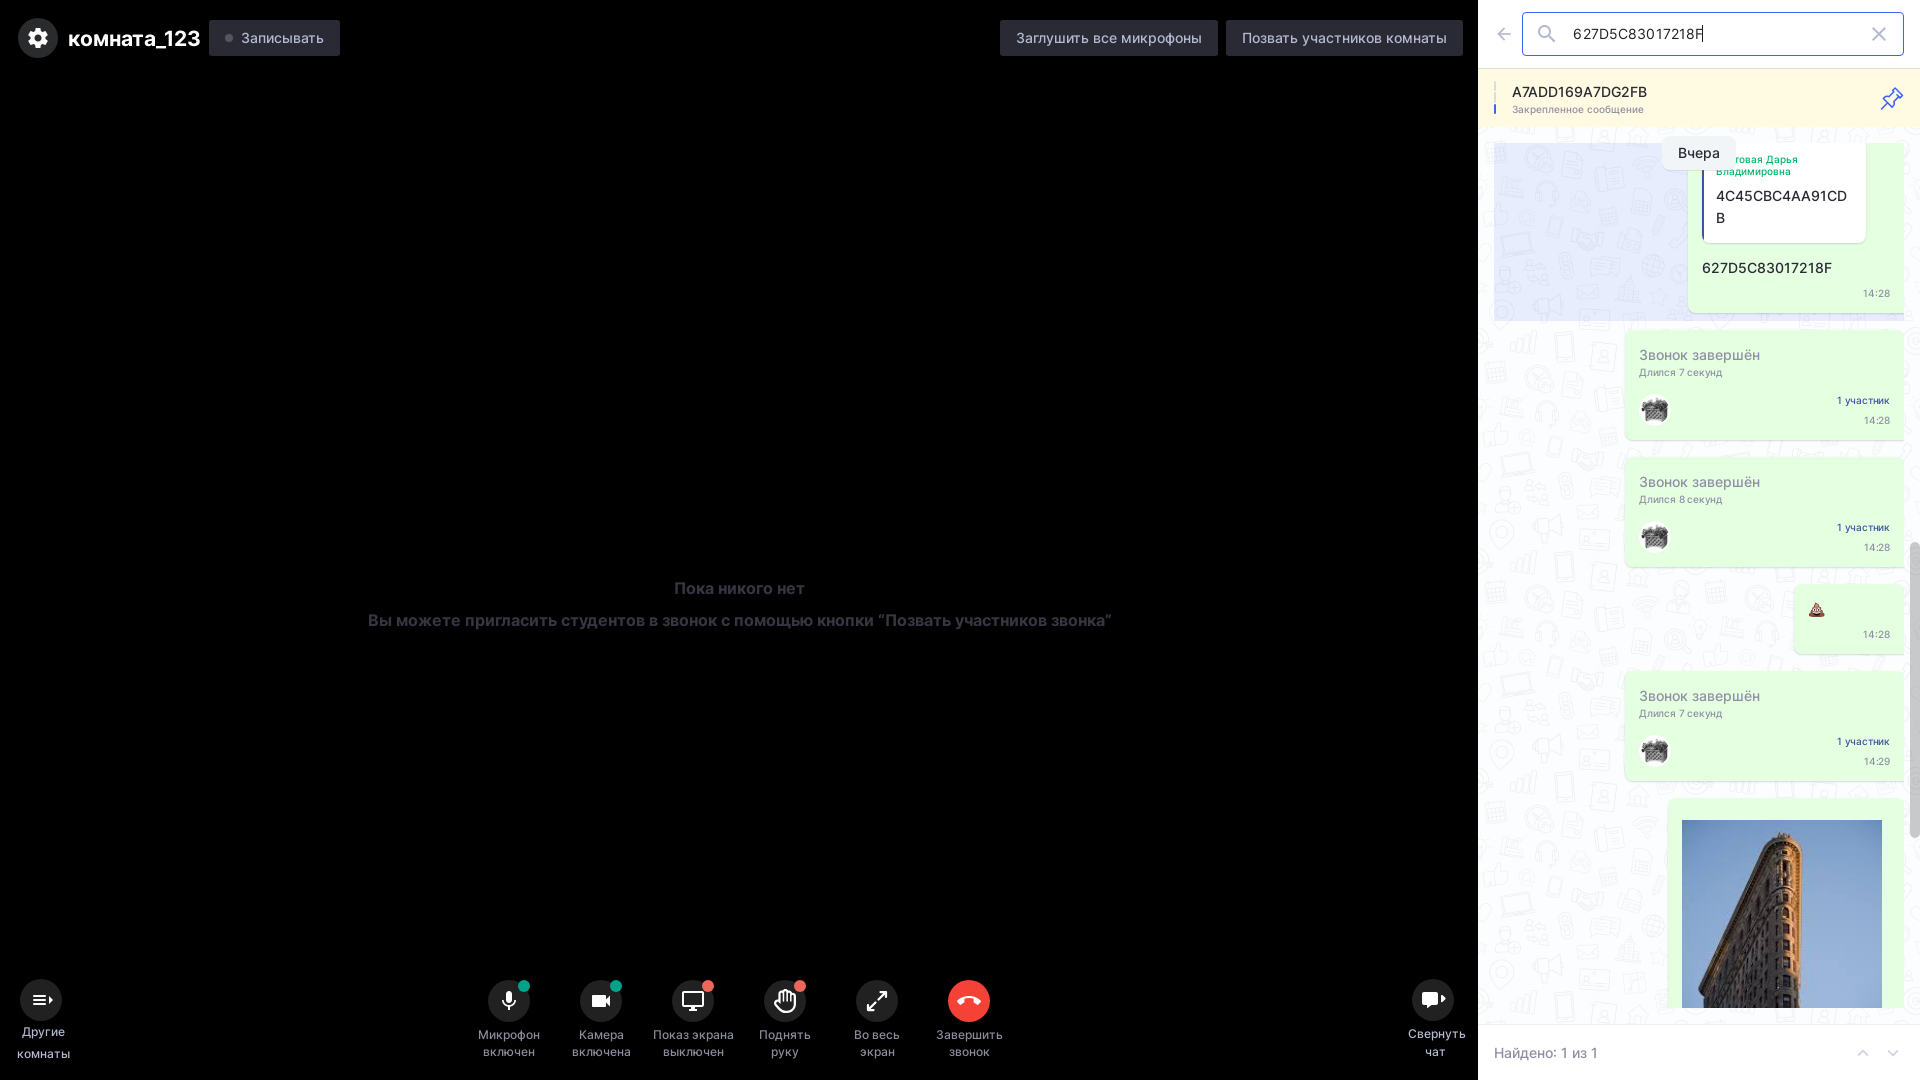 комната_123
Записывать
Заглушить все микрофоны
Позвать участников комнаты
Пока никого нет
Вы можете пригласить студентов в звонок с помощью кнопки “Позвать участников звонка”
Другие
комнаты
Микрофон
включен
Камера
включена
Показ экрана
выключен
Поднять
руку
Во весь
экран
Завершить
звонок
Свернуть
чат
627D5C83017218F
A7ADD169A7DG2FB
Закрепленное сообщение
Вчера
Дарья
Владимировна
4C45CBC4AA91CD
B
627D5C83017218F
14:28
Звонок завершён
Длился 7 секунд
1 участник
14:28
Звонок завершён
Длился 8 секунд
1 участник
14:28
14:28
Звонок завершён
Длился 7 секунд
1 участник
14:29
Найдено: 1 из 1